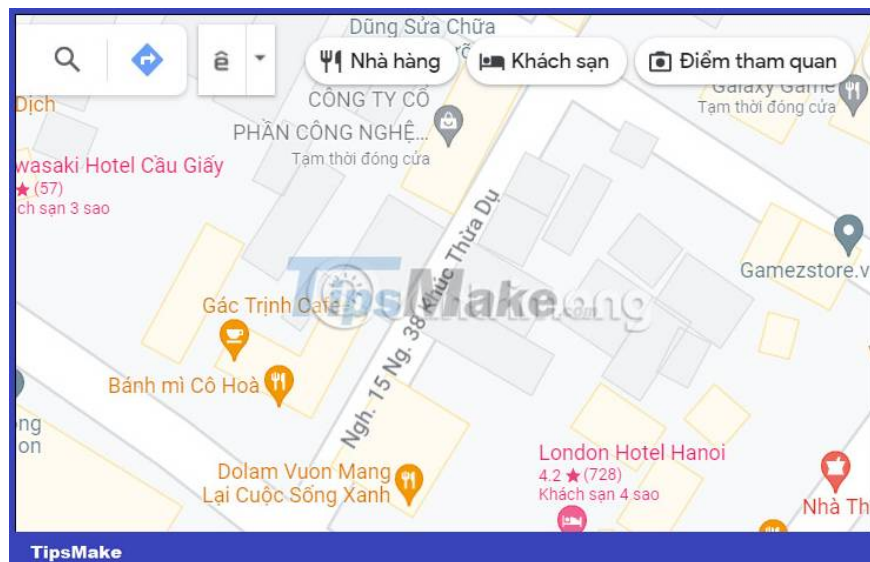 Dũng Sửa Chữa
ê
Nhà hàng
Khách sạn
Điểm tham quan
Dịch
CÔNG TY CỔ
PHẦN CÔNG NGHỆ...
Tạm thời đóng cửa
Galaxy Game
Tạm thời đóng cửa
wasaki Hotel Cầu Giấy
(57)
ch sạn 3 sao
Ngh. 15 Ng. 38 Khúc Thừa Dụ
Gamezstore.v
TipsMake.com
Gác Trịnh Cafe
Bánh mì Cô Hoà
ng
on
Dolam Vuon Mang
Lại Cuộc Sống Xanh
London Hotel Hanoi
4.2 ★ (728)
Khách sạn 4 sao
Nhà Th
TipsMake